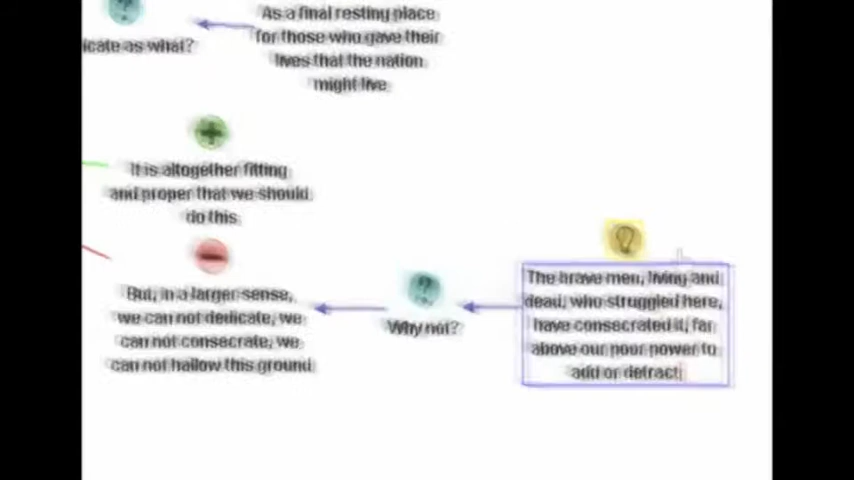 icate as what?
As a final resting place
for those who gave their
lives that the nation
might live
It is altogether fitting
and proper that we should
do this.
But, in a larger sense,
we can not dedicate, we
can not consecrate, we
can not hallow this ground
Why not?
The brave men, living and
dead, who struggled here,
have consecrated it, far
above our poor power to
add or detract